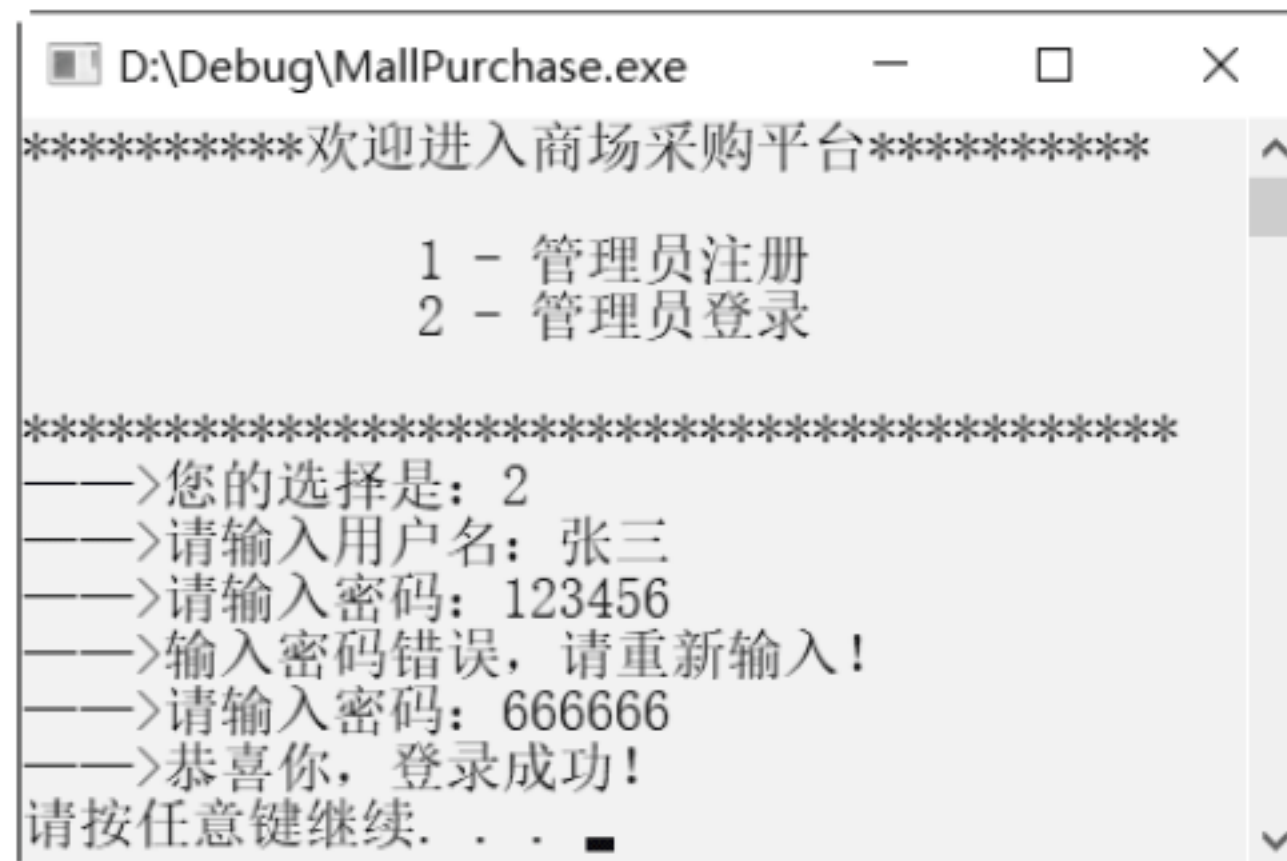 D:\Debug\MallPurchase.exe
**********欢迎进入商场采购平台**********
1 - 管理员注册
2 - 管理员登录
*****************************************
——>您的选择是：2
——>请输入用户名：张三
——>请输入密码：123456
——>输入密码错误，请重新输入！
——>请输入密码：666666
——>恭喜你，登录成功！
请按任意键继续. . .